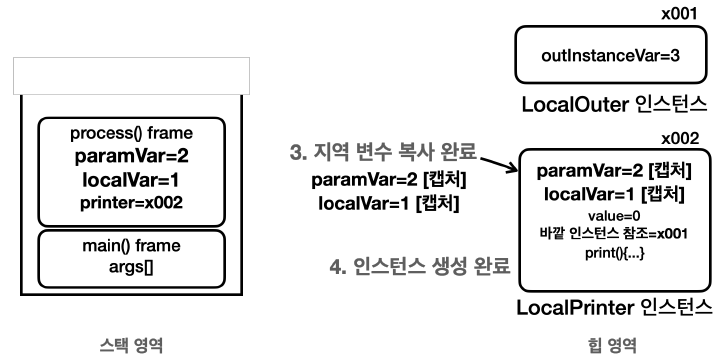 x001
outInstanceVar=3
LocalOuter 인스턴스
process() frame
paramVar=2
localVar=1
printer=x002
main() frame
args[]
스택 영역
3. 지역 변수 복사 완료
paramVar=2 [캡처]
localVar=1 [캡처]
4. 인스턴스 생성 완료
x002
paramVar=2 [캡처]
localVar=1 [캡처]
value=0
바깥 인스턴스 참조=x001
print(){...}
LocalPrinter 인스턴스
힙 영역